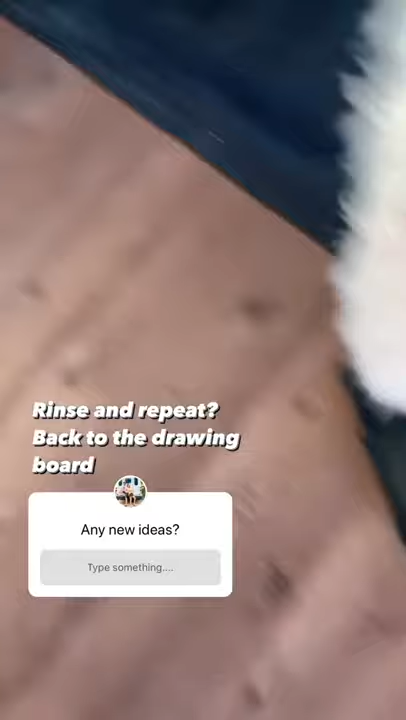 Rinse and repeat?
Back to the drawing
board
Any new ideas?
Type something....